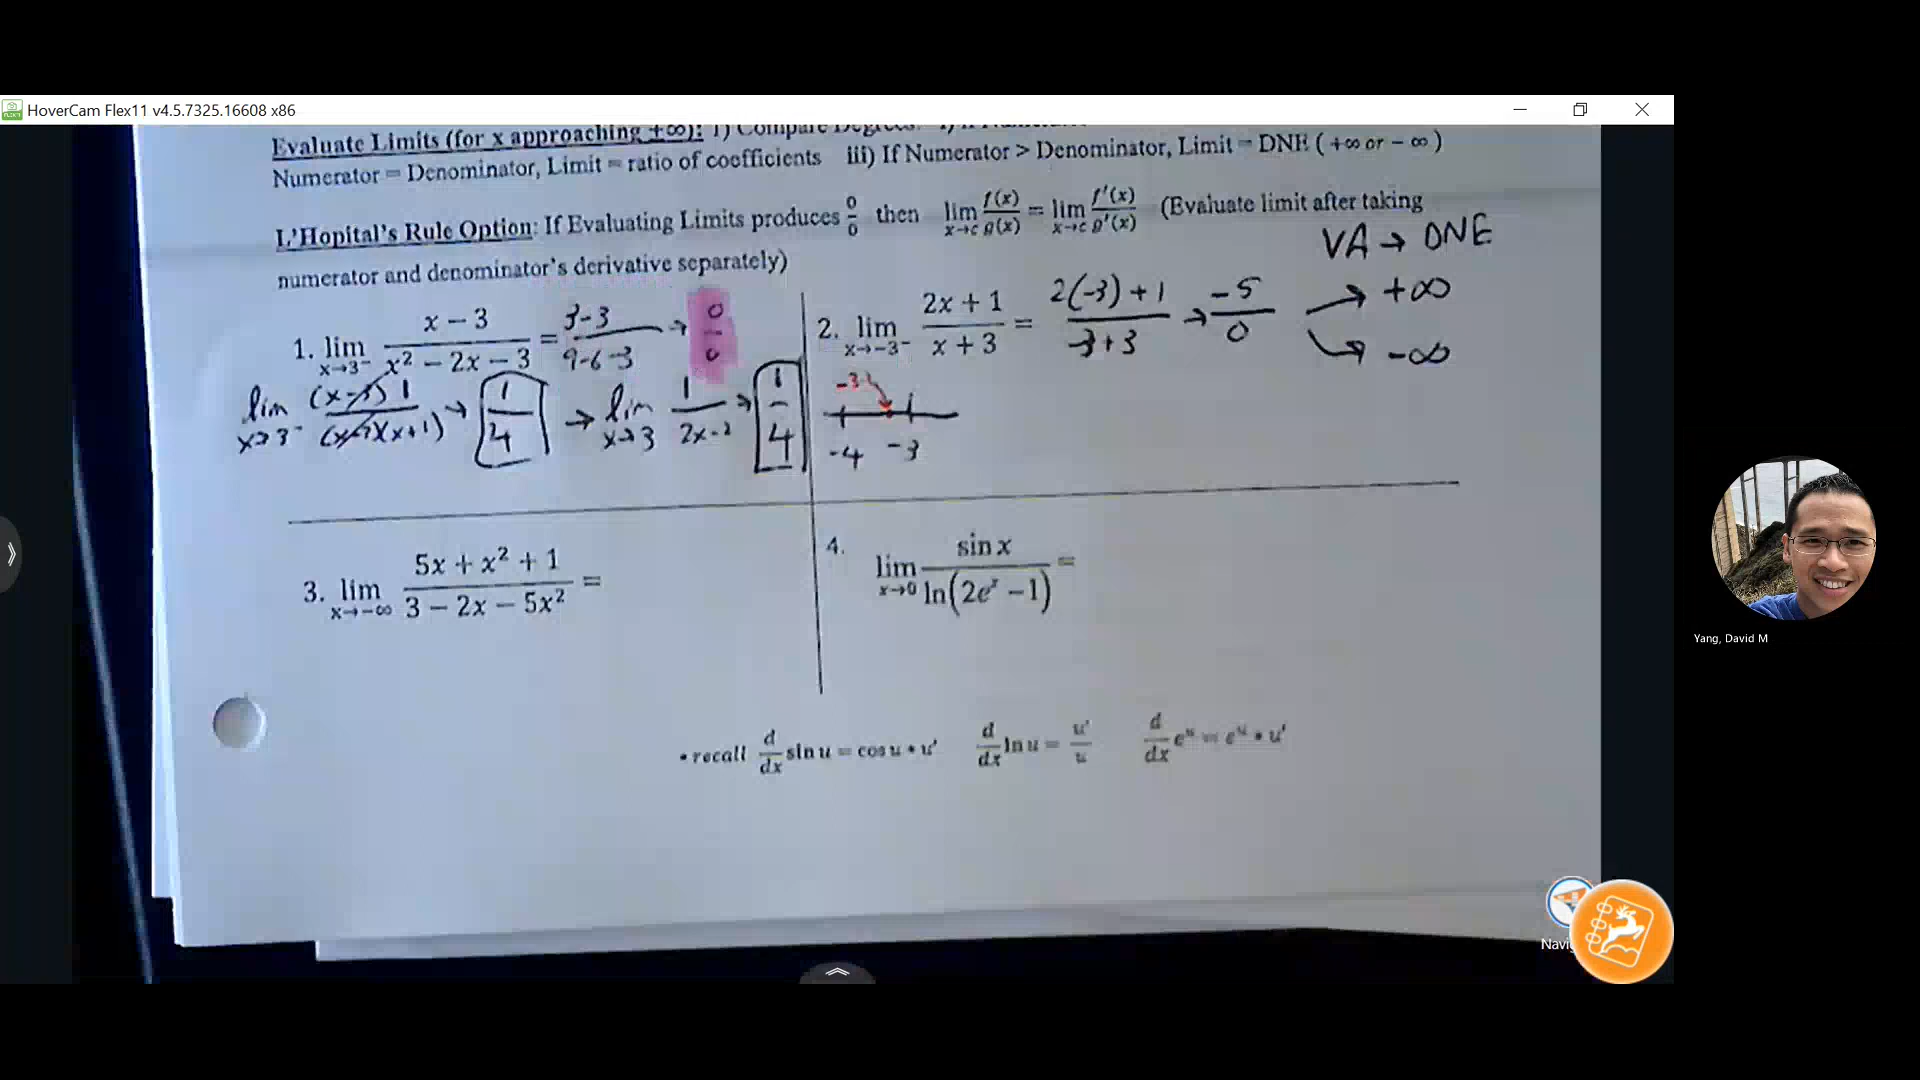 HoverCam Flex11 v4.5.7325.16608 x86
Evaluate Limits (for x approaching ±∞): 1) Compare Degrees:
Numerator = Denominator, Limit = ratio of coefficients iii) If Numerator > Denominator, Limit = DNE (+∞ or − ∞)
L'Hopital's Rule Option: If Evaluating Limits produces 0/0 then lim x→c f(x)/g(x) = lim x→c f'(x)/g'(x) (Evaluate limit after taking
numerator and denominator's derivative separately)
VA → DNE
1. lim x→3⁻ (x − 3)/(x² − 2x − 3) = (3-3)/(9-6-3) → 0/0
lim x→3⁻ (x-3) 1/(x-3)(x+1) → 1/4 → lim x→3 1/(2x-2) → 1/4
2. lim x→−3⁻ (2x + 1)/(x + 3) = (2(-3)+1)/(-3+3) → -5/0 → +∞
→ -∞
-3.1
-4 -3
3. lim x→−∞ (5x + x² + 1)/(3 − 2x − 5x²) =
4. lim x→0 sin x/ln(2eˣ −1) =
• recall d/dx sin u = cos u • u' d/dx ln u = u'/u d/dx eᵘ = eᵘ • u'
Yang, David M